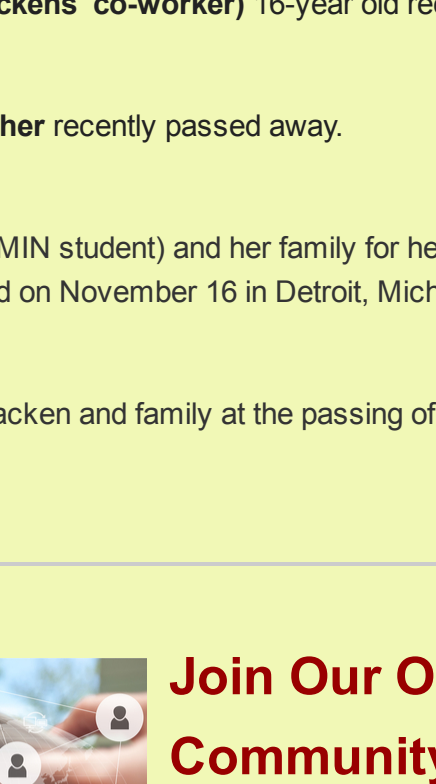 ckens' co-worker) 16-year old
her recently passed away.
MIN student) and her family for he
d on November 16 in Detroit, Mich
acken and family at the passing of
Join Our O
Community